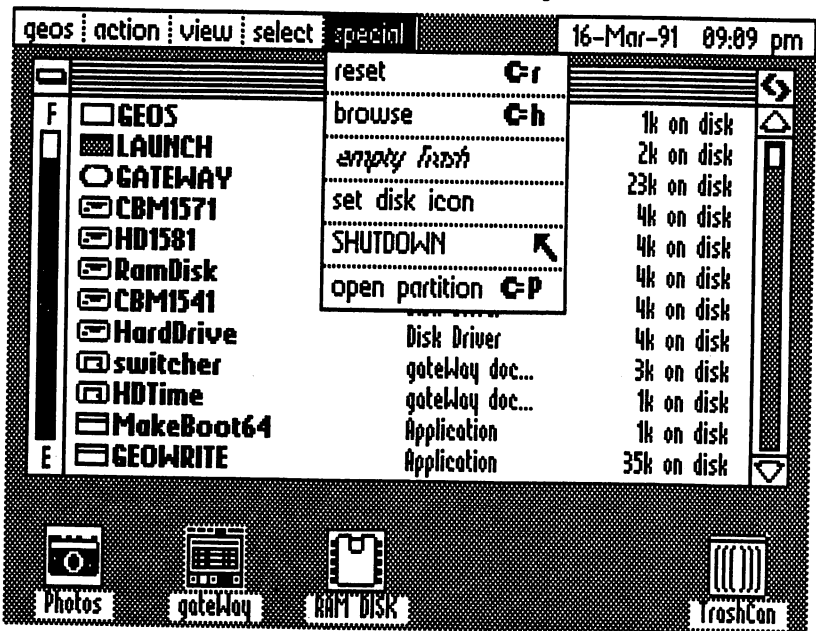 geos action view select special 16-Mar-91 09:09 pm
reset C=r
browse C=h
empty trash
set disk icon
SHUTDOWN
open partition C=P
F GEOS 1k on disk
LAUNCH 2k on disk
GATEWAY 23k on disk
CBM1571 4k on disk
HD1581 4k on disk
RamDisk 4k on disk
CBM1541 4k on disk
HardDrive Disk Driver 4k on disk
switcher gateWay doc... 3k on disk
HDTime gateWay doc... 1k on disk
MakeBoot64 Application 1k on disk
E GEOWRITE Application 35k on disk
Photos gateWay RAM DISK TrashCan